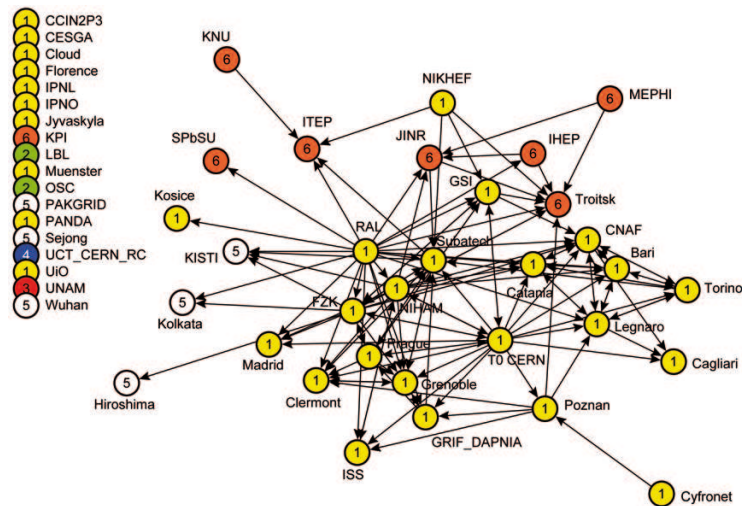 1 CCIN2P3
1 CESGA
1 Cloud
1 Florence
1 IPNL
1 IPNO
1 Jyvaskyla
6 KPI
2 LBL
1 Muenster
2 OSC
5 PAKGRID
1 PANDA
5 Sejong
4 UCT_CERN_RC
1 UiO
3 UNAM
5 Wuhan
KNU
6
NIKHEF
1
MEPHI
6
ITEP
6
SPbSU
6
JINR
6
IHEP
6
GSI
1
Troitsk
6
Kosice
1
RAL
1
KISTI
5
Subatech
1
CNAF
1
Bari
1
Catania
1
Torino
1
Kolkata
5
FZK
1
NIHAM
1
Legnaro
1
Madrid
1
Prague
1
T0 CERN
1
Cagliari
1
Hiroshima
5
Clermont
1
Grenoble
1
GRIF_DAPNIA
1
Poznan
1
ISS
1
Cyfronet
1